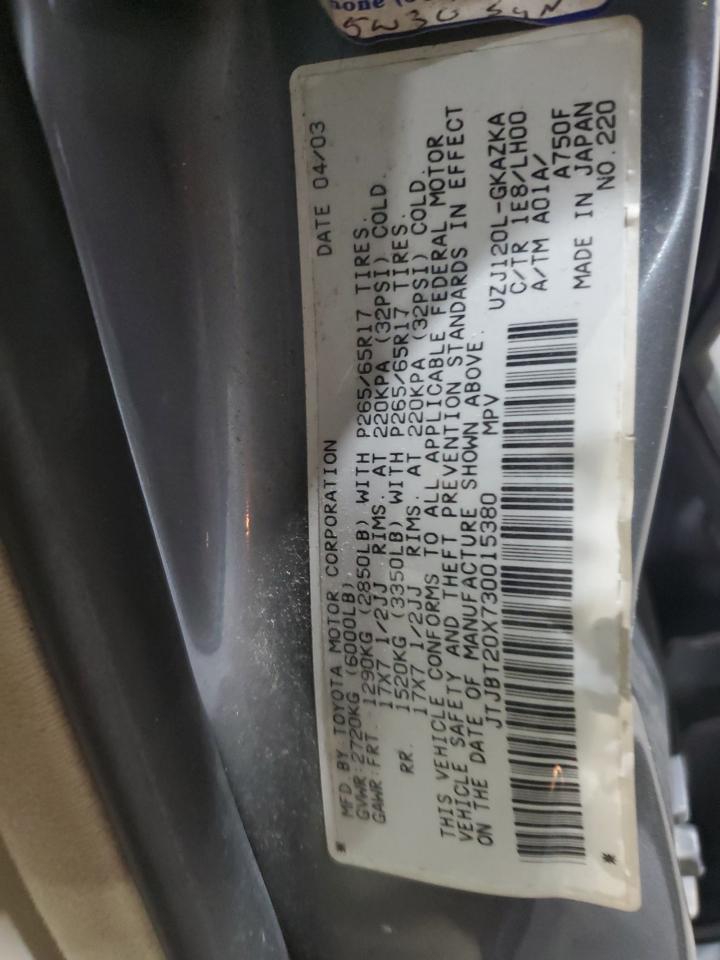 hone (
5W30 Syn
MFD BY TOYOTA MOTOR CORPORATION DATE 04/03
GVWR:2720KG (6000LB)
GAWR:FRT. 1290KG (2850LB) WITH P265/65R17 TIRES.
17X7 1/2JJ RIMS. AT 220KPA (32PSI) COLD.
RR. 1520KG (3350LB) WITH P265/65R17 TIRES.
17X7 1/2JJ RIMS. AT 220KPA (32PSI) COLD.
THIS VEHICLE CONFORMS TO ALL APPLICABLE FEDERAL MOTOR
VEHICLE SAFETY AND THEFT PREVENTION STANDARDS IN EFFECT
ON THE DATE OF MANUFACTURE SHOWN ABOVE.
JTJBT20X730015380 MPV
UZJ120L-GKAZKA
C/TR 1E8/LH00
A/TM A01A/
A750F
MADE IN JAPAN
NO.220